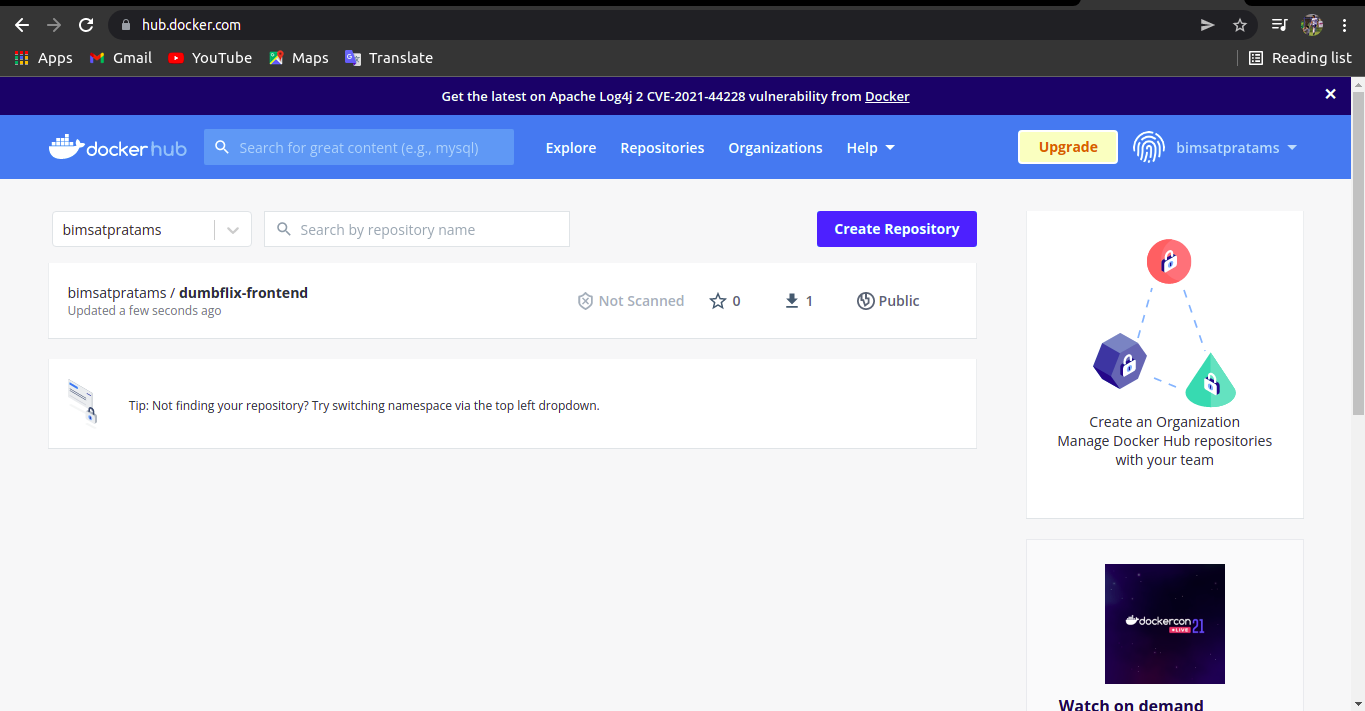 hub.docker.com
Apps Gmail YouTube Maps Translate Reading list
Get the latest on Apache Log4j 2 CVE-2021-44228 vulnerability from Docker
docker hub Search for great content (e.g., mysql) Explore Repositories Organizations Help Upgrade bimsatpratams
bimsatpratams Search by repository name Create Repository
bimsatpratams / dumbflix-frontend
Updated a few seconds ago
Not Scanned 0 1 Public
Tip: Not finding your repository? Try switching namespace via the top left dropdown.
Create an Organization
Manage Docker Hub repositories
with your team
dockercon
LIVE 21
Watch on demand